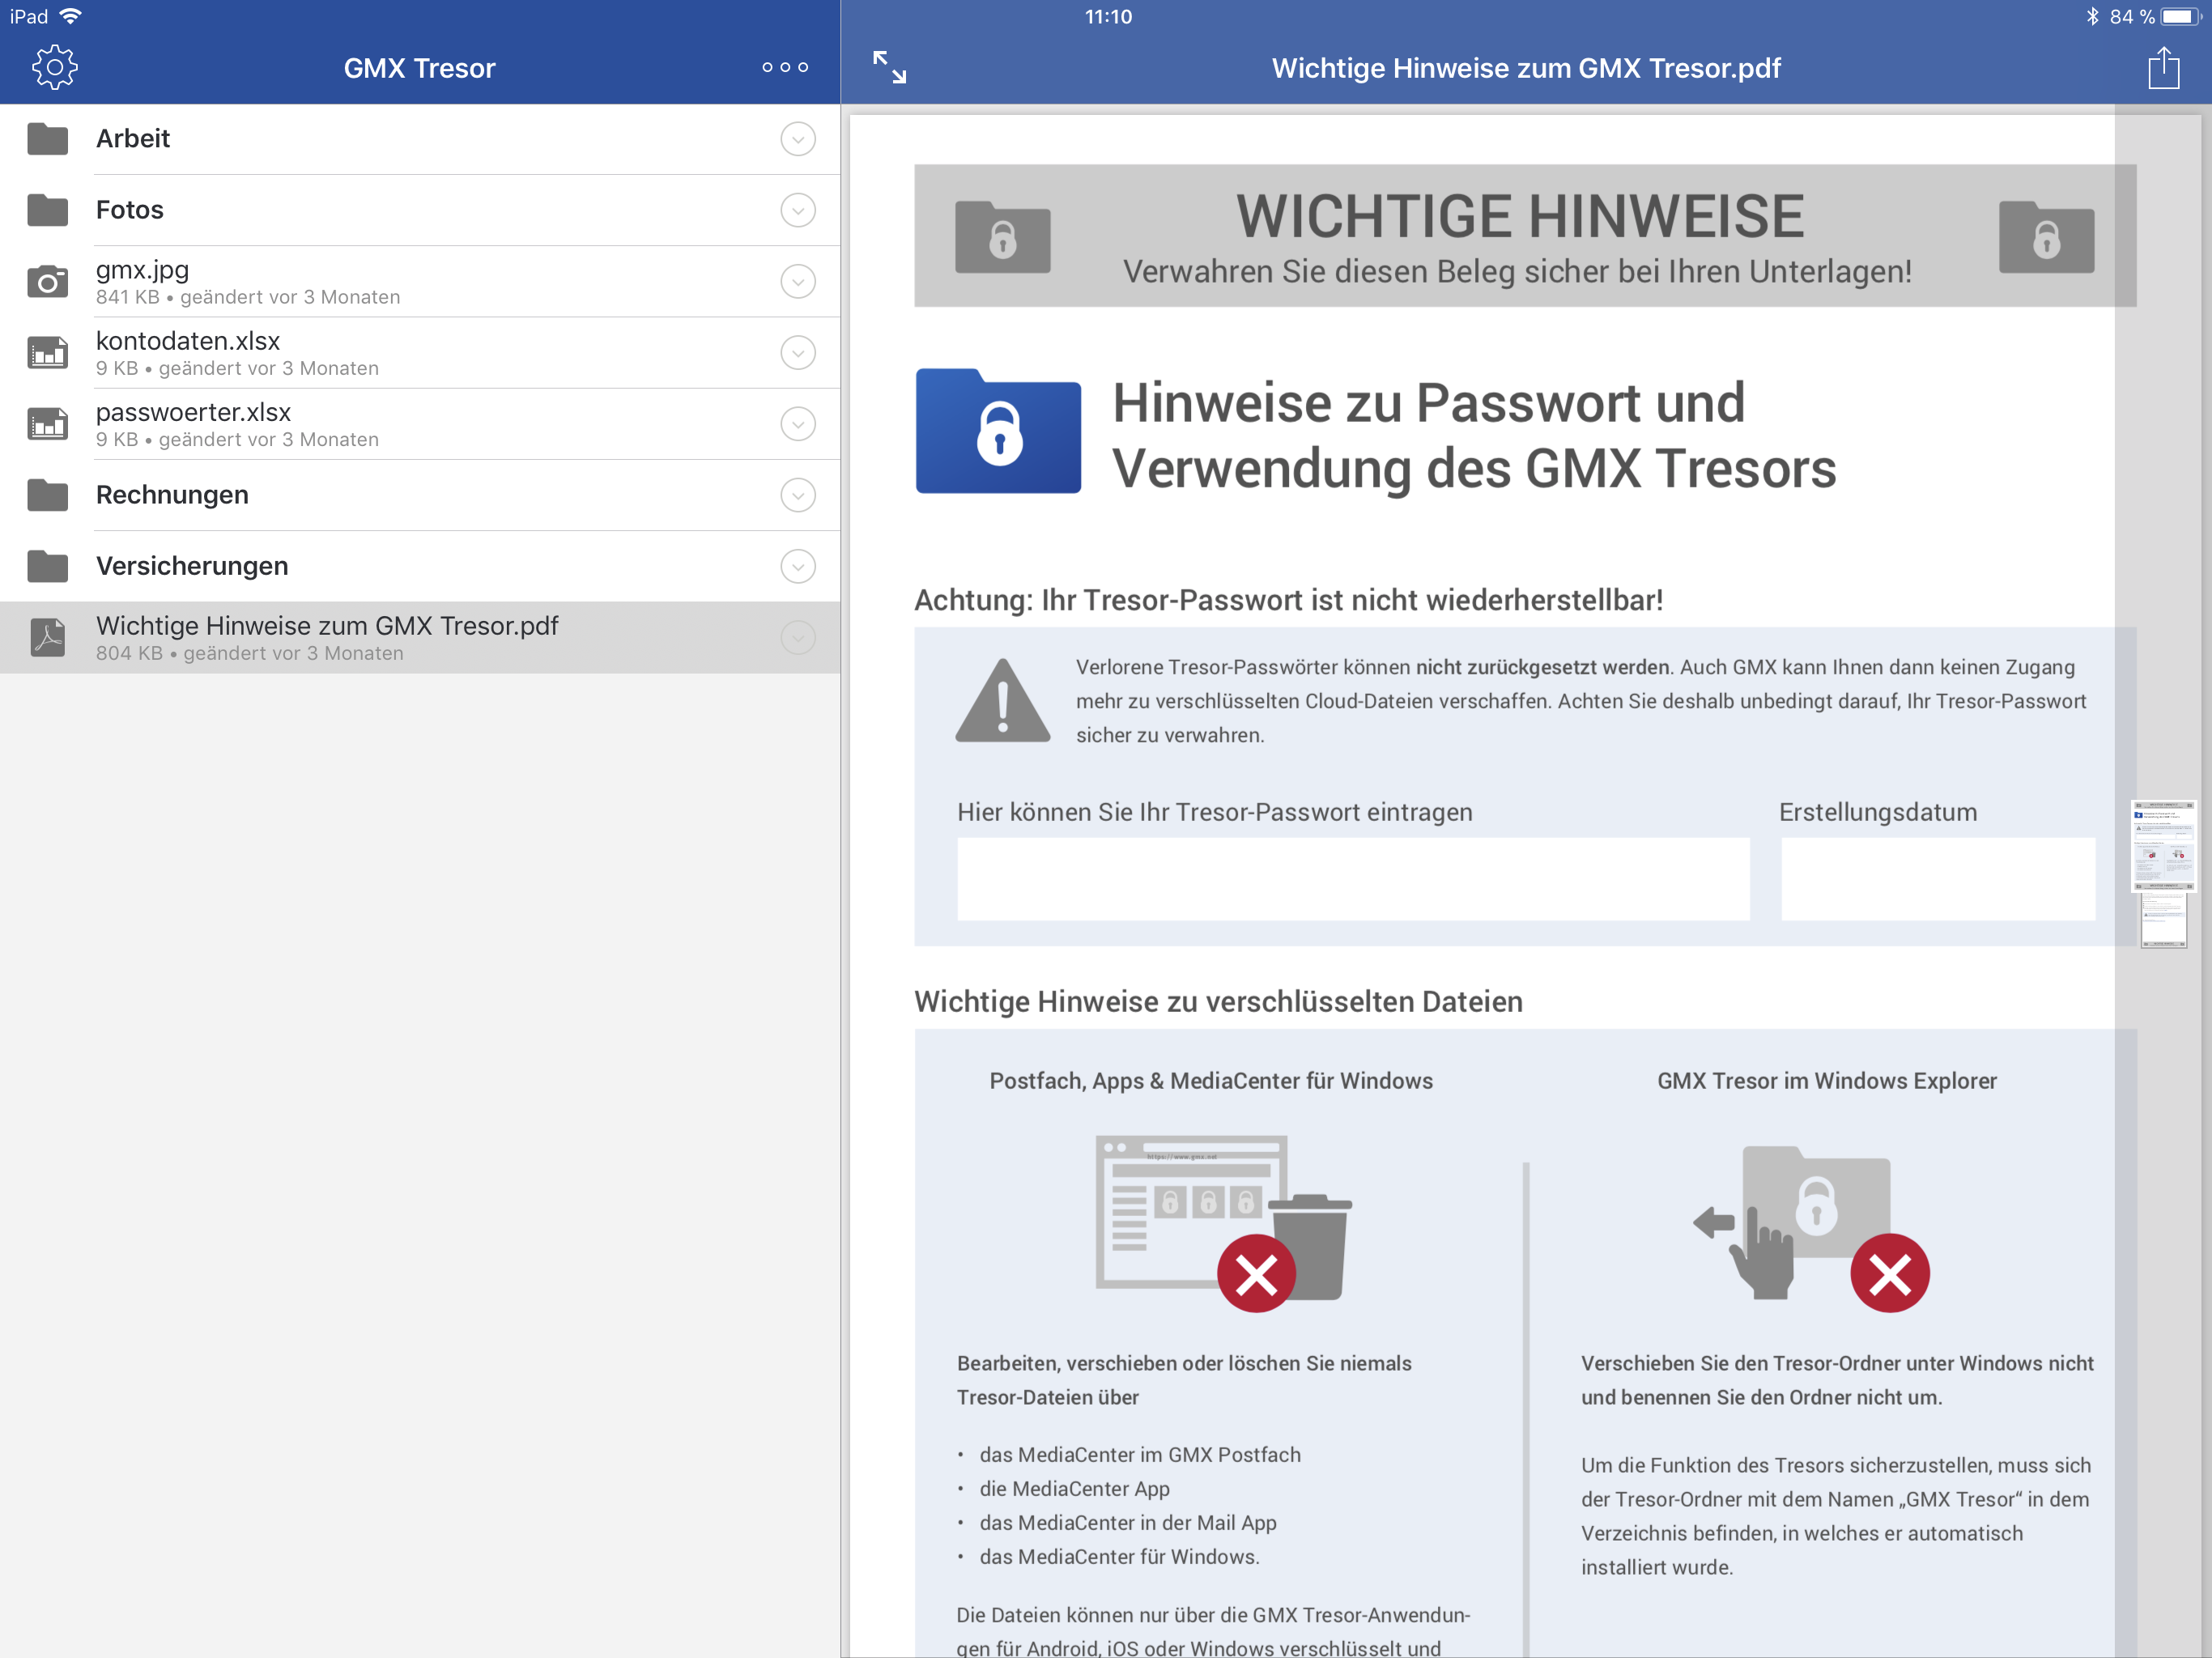 iPad
11:10
84 %
GMX Tresor
Wichtige Hinweise zum GMX Tresor.pdf
Arbeit
Fotos
gmx.jpg
841 KB • geändert vor 3 Monaten
kontodaten.xlsx
9 KB • geändert vor 3 Monaten
passwoerter.xlsx
9 KB • geändert vor 3 Monaten
Rechnungen
Versicherungen
Wichtige Hinweise zum GMX Tresor.pdf
804 KB • geändert vor 3 Monaten
WICHTIGE HINWEISE
Verwahren Sie diesen Beleg sicher bei Ihren Unterlagen!
Hinweise zu Passwort und
Verwendung des GMX Tresors
Achtung: Ihr Tresor-Passwort ist nicht wiederherstellbar!
Verlorene Tresor-Passwörter können nicht zurückgesetzt werden. Auch GMX kann Ihnen dann keinen Zugang
mehr zu verschlüsselten Cloud-Dateien verschaffen. Achten Sie deshalb unbedingt darauf, Ihr Tresor-Passwort
sicher zu verwahren.
Hier können Sie Ihr Tresor-Passwort eintragen
Erstellungsdatum
Wichtige Hinweise zu verschlüsselten Dateien
Postfach, Apps & MediaCenter für Windows
https://www.gmx.net
Bearbeiten, verschieben oder löschen Sie niemals
Tresor-Dateien über
• das MediaCenter im GMX Postfach
• die MediaCenter App
• das MediaCenter in der Mail App
• das MediaCenter für Windows.
Die Dateien können nur über die GMX Tresor-Anwendun-
gen für Android, iOS oder Windows verschlüsselt und
GMX Tresor im Windows Explorer
Verschieben Sie den Tresor-Ordner unter Windows nicht
und benennen Sie den Ordner nicht um.
Um die Funktion des Tresors sicherzustellen, muss sich
der Tresor-Ordner mit dem Namen „GMX Tresor“ in dem
Verzeichnis befinden, in welches er automatisch
installiert wurde.